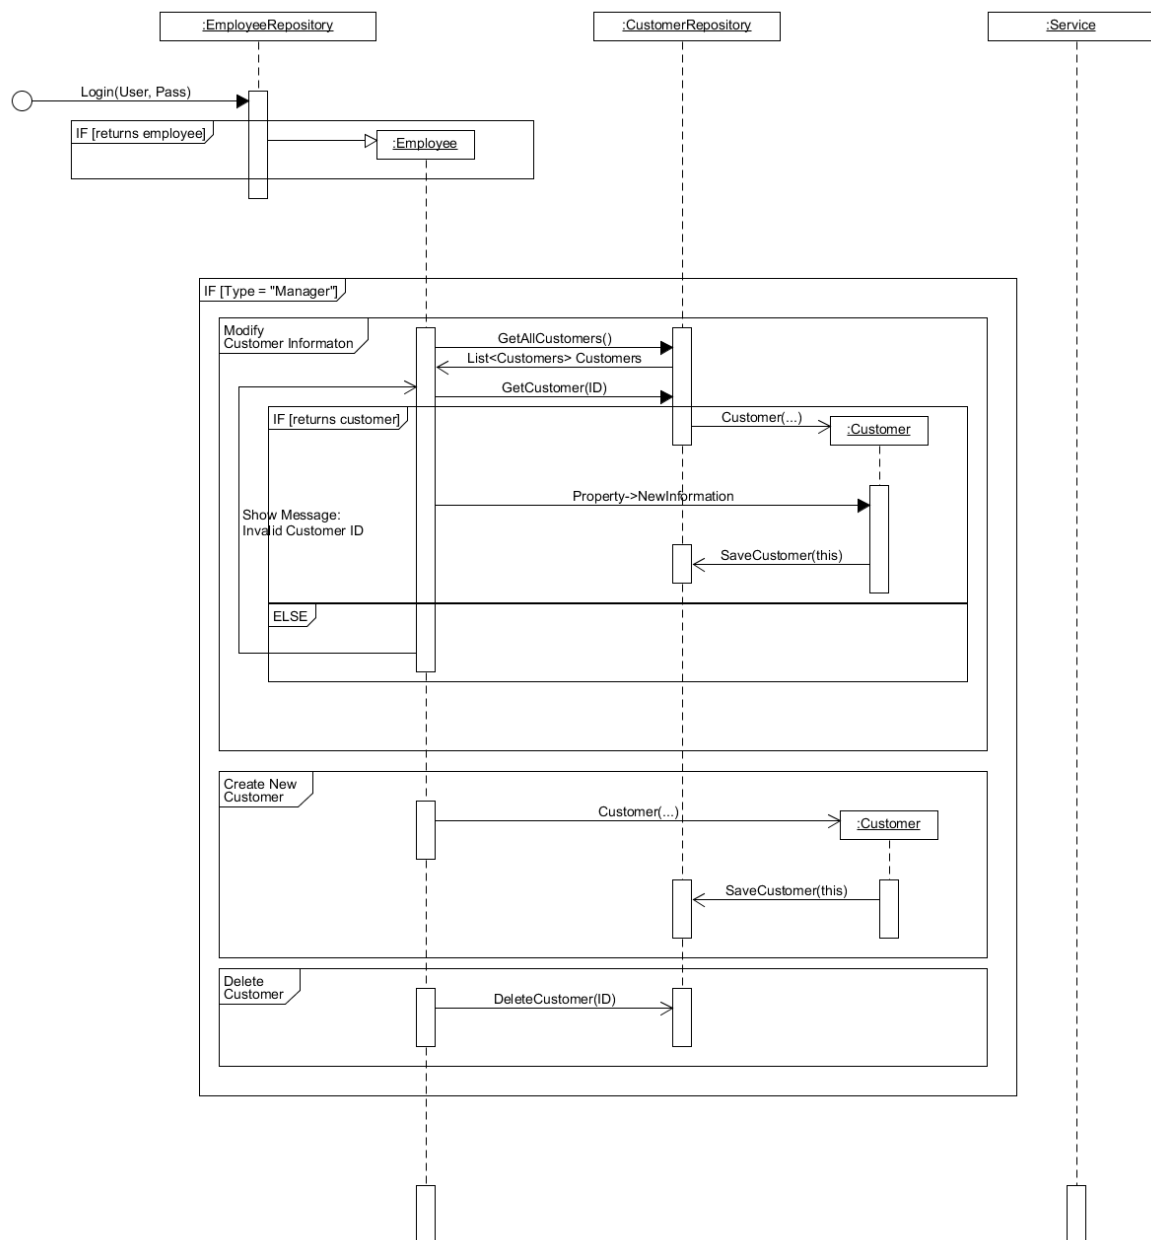 :EmployeeRepository
:CustomerRepository
:Service
Login(User, Pass)
IF [returns employee]
:Employee
IF [Type = "Manager"]
Modify
Customer Informaton
GetAllCustomers()
List<Customers> Customers
GetCustomer(ID)
IF [returns customer]
Customer(...)
:Customer
Property->NewInformation
Show Message:
Invalid Customer ID
SaveCustomer(this)
ELSE
Create New
Customer
Customer(...)
:Customer
SaveCustomer(this)
Delete
Customer
DeleteCustomer(ID)